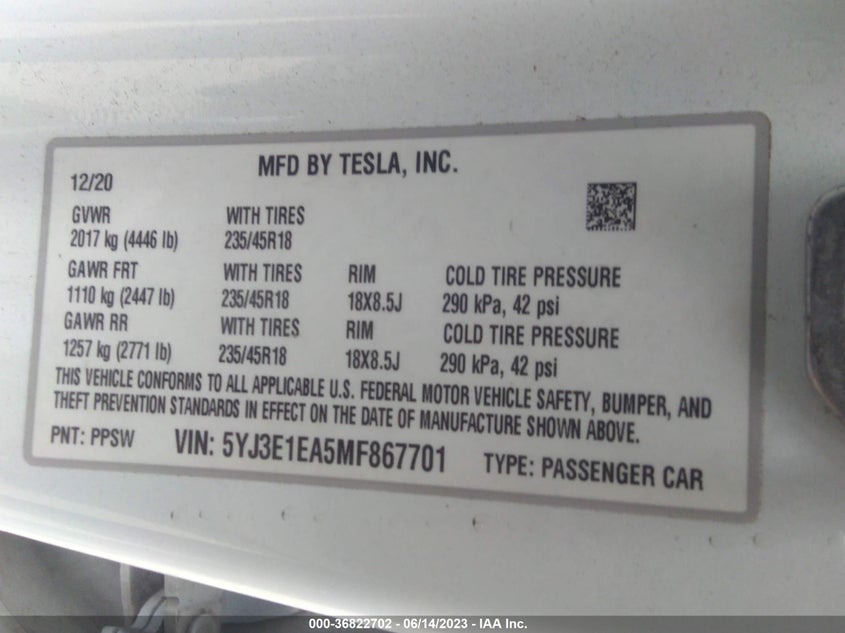 MFD BY TESLA, INC.
12/20
GVWR WITH TIRES
2017 kg (4446 lb) 235/45R18
GAWR FRT WITH TIRES RIM COLD TIRE PRESSURE
1110 kg (2447 lb) 235/45R18 18X8.5J 290 kPa, 42 psi
GAWR RR WITH TIRES RIM COLD TIRE PRESSURE
1257 kg (2771 lb) 235/45R18 18X8.5J 290 kPa, 42 psi
THIS VEHICLE CONFORMS TO ALL APPLICABLE U.S. FEDERAL MOTOR VEHICLE SAFETY, BUMPER, AND
THEFT PREVENTION STANDARDS IN EFFECT ON THE DATE OF MANUFACTURE SHOWN ABOVE.
PNT: PPSW VIN: 5YJ3E1EA5MF867701 TYPE: PASSENGER CAR
000-36822702 - 06/14/2023 - IAA Inc.